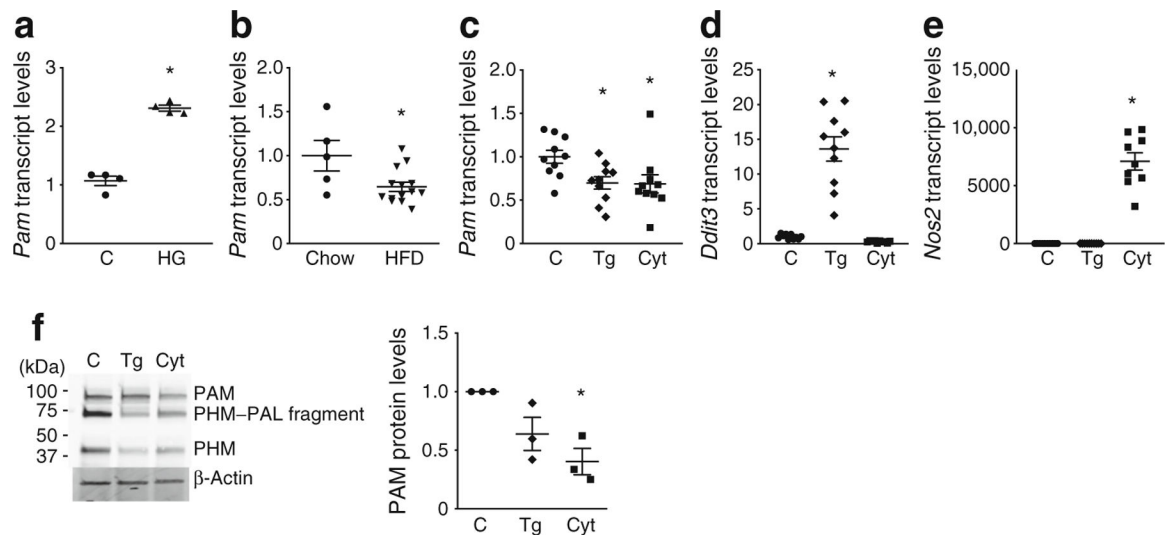 a
Pam transcript levels
3
2
1
0
C
HG
*
b
Pam transcript levels
2.0
1.5
1.0
0.5
0
Chow
HFD
*
c
Pam transcript levels
2.0
1.5
1.0
0.5
0
C
Tg
Cyt
*
*
d
Ddit3 transcript levels
25
20
15
10
5
0
C
Tg
Cyt
*
e
Nos2 transcript levels
15,000
10,000
5000
0
C
Tg
Cyt
*
f
(kDa)
C Tg Cyt
100 -
75 -
50 -
37 -
PAM
PHM–PAL fragment
PHM
β-Actin
PAM protein levels
1.5
1.0
0.5
0
C
Tg
Cyt
*